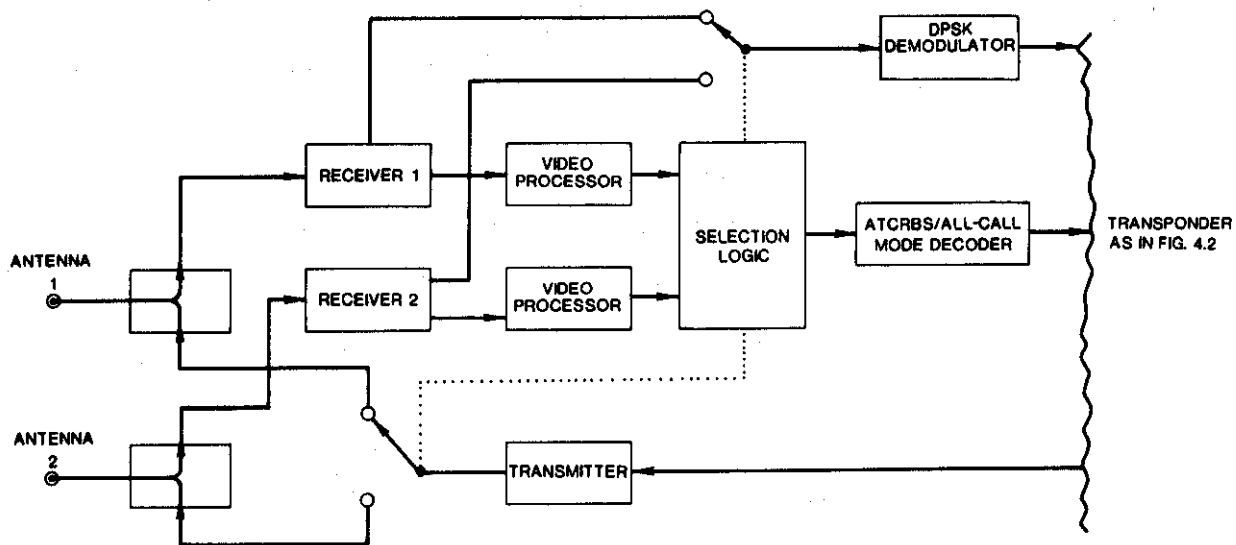 DPSK
DEMODULATOR
RECEIVER 1
VIDEO
PROCESSOR
SELECTION
LOGIC
ATCRBS/ALL-CALL
MODE DECODER
TRANSPONDER
AS IN FIG. 4.2
ANTENNA
1
RECEIVER 2
VIDEO
PROCESSOR
ANTENNA
2
TRANSMITTER